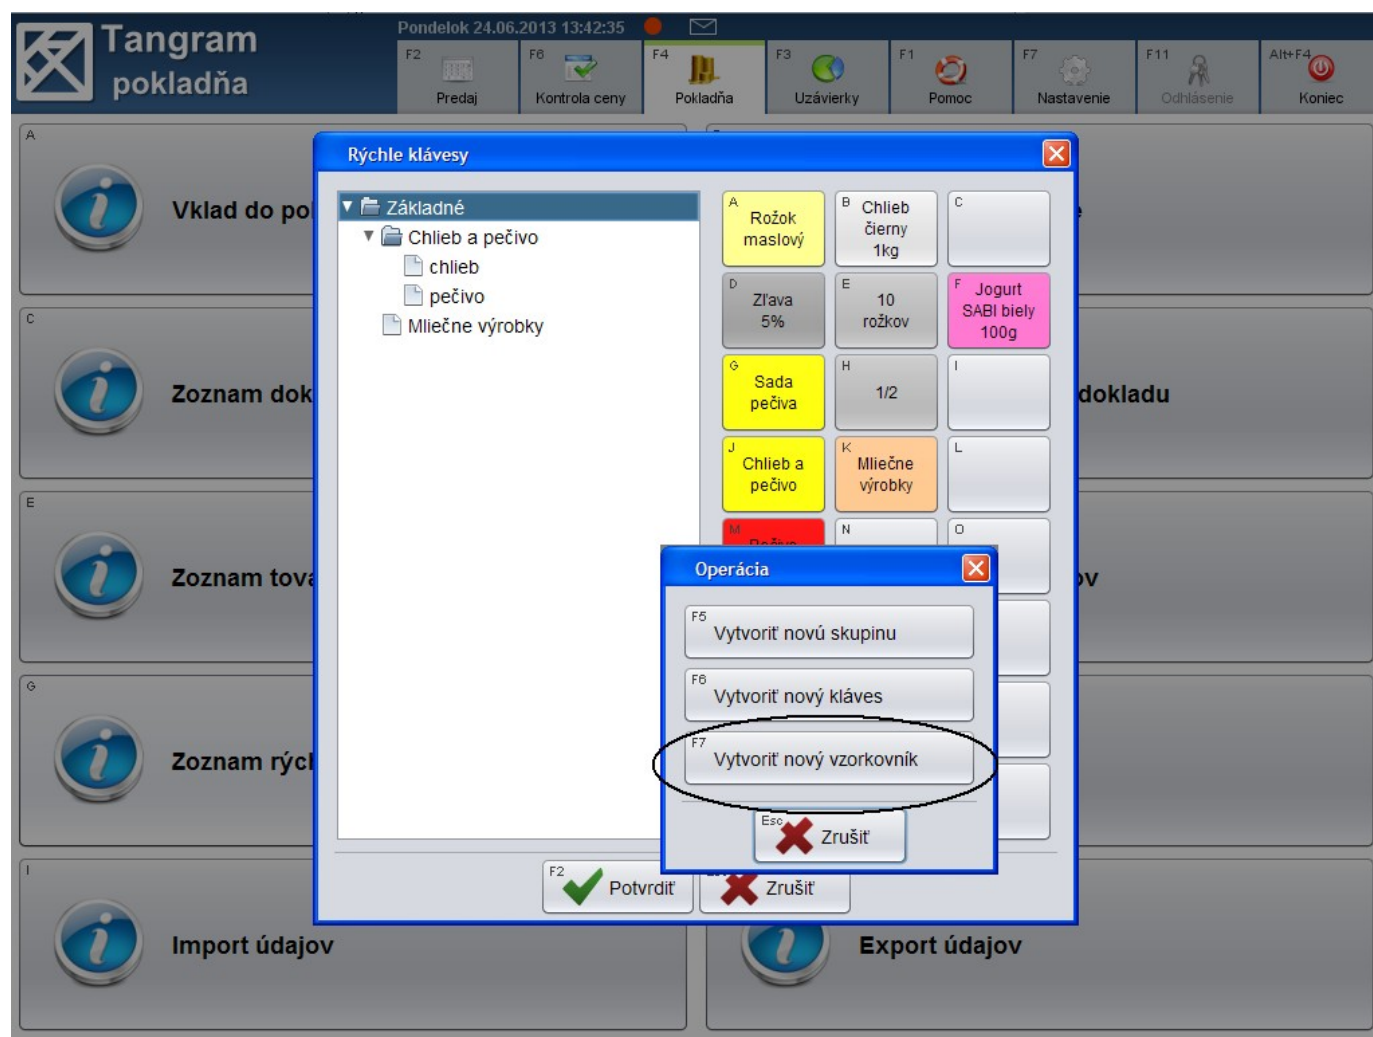 Tangram
pokladňa
Pondelok 24.06.2013 13:42:35
F2
Predaj
F6
Kontrola ceny
F4
Pokladňa
F3
Uzávierky
F1
Pomoc
F7
Nastavenie
F11
Odhlásenie
Alt+F4
Koniec
A
Vklad do po
C
Zoznam dok
dokladu
E
Zoznam tova
ov
G
Zoznam rých
I
Import údajov
Export údajov
Rýchle klávesy
Základné
Chlieb a pečivo
chlieb
pečivo
Mliečne výrobky
A
Rožok
maslový
B
Chlieb
čierny
1kg
C
D
Zľava
5%
E
10
rožkov
F
Jogurt
SABI biely
100g
G
Sada
pečiva
H
1/2
I
J
Chlieb a
pečivo
K
Mliečne
výrobky
L
M
N
O
F2
Potvrdiť
Zrušiť
Operácia
F5
Vytvoriť novú skupinu
F6
Vytvoriť nový kláves
F7
Vytvoriť nový vzorkovník
Esc
Zrušiť